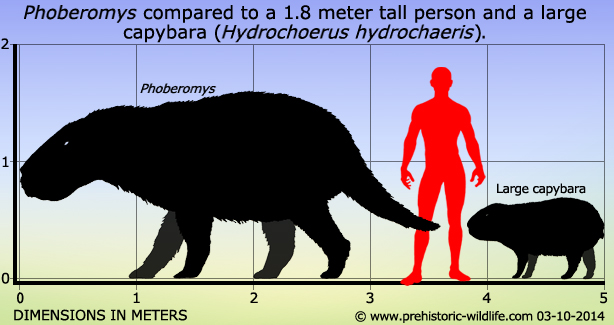 Phoberomys compared to a 1.8 meter tall person and a large
capybara (Hydrochoerus hydrochaeris).
2
Phoberomys
1
Large capybara
0
0 1 2 3 4 5
DIMENSIONS IN METERS © www.prehistoric-wildlife.com 03-10-2014